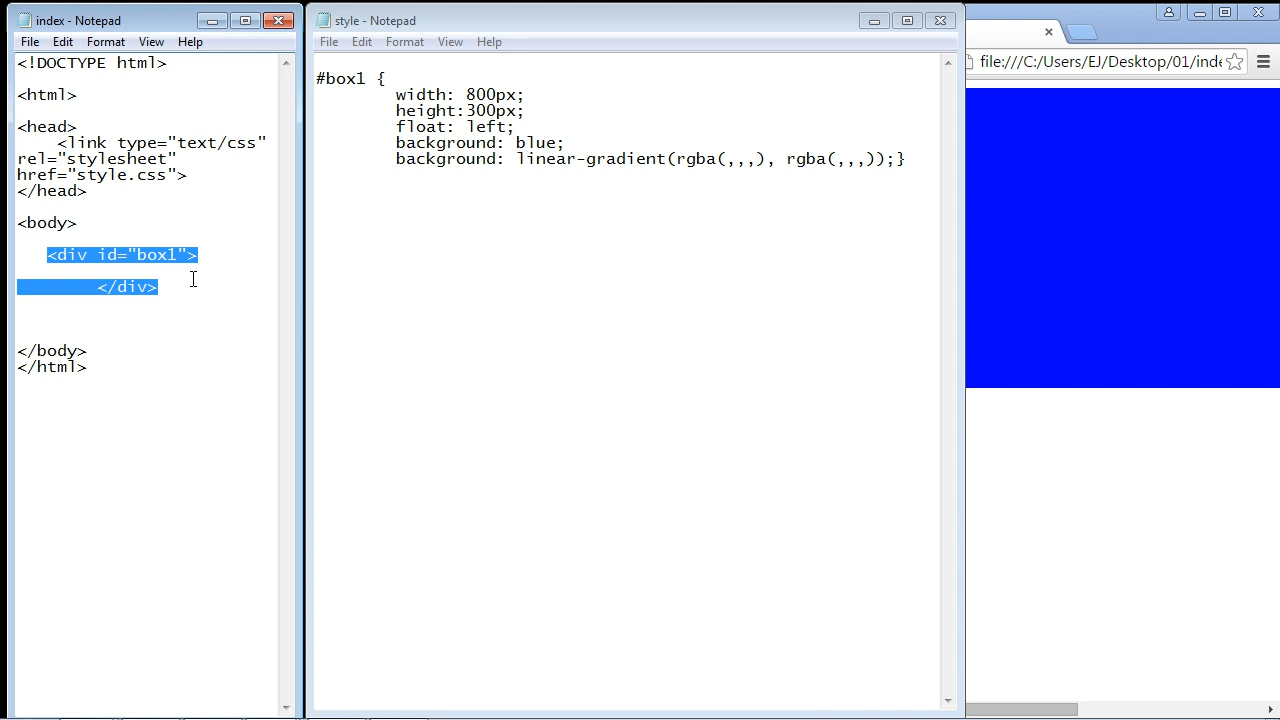 index - Notepad
File Edit Format View Help
<!DOCTYPE html>
<html>
<head>
<link type="text/css"
rel="stylesheet"
href="style.css">
</head>
<body>
<div id="box1">
</div>
</body>
</html>
style - Notepad
File Edit Format View Help
#box1 {
width: 800px;
height:300px;
float: left;
background: blue;
background: linear-gradient(rgba(,,,), rgba(,,,));}
file:///C:/Users/EJ/Desktop/01/inde